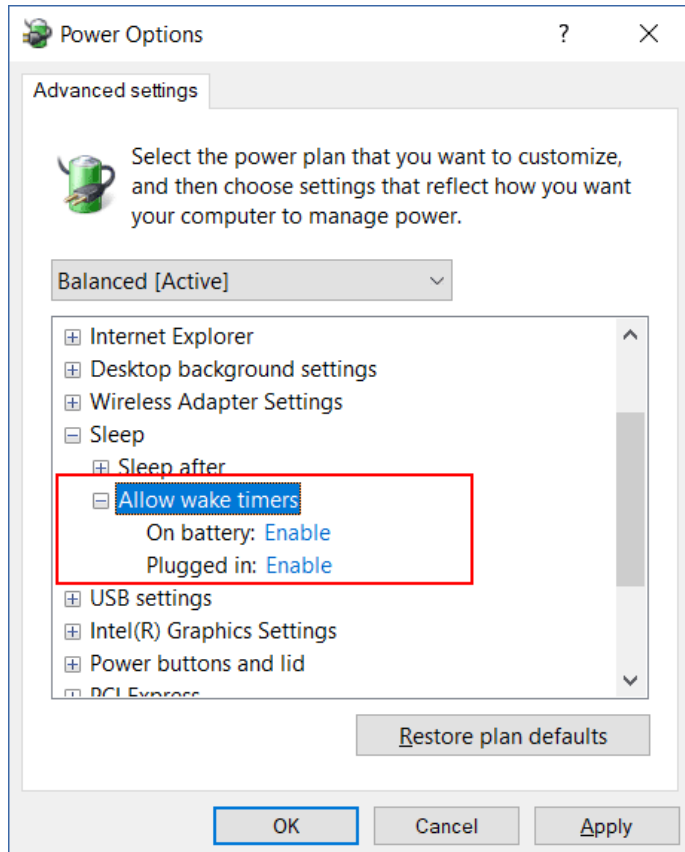 Power Options
?
Advanced settings
Select the power plan that you want to customize,
and then choose settings that reflect how you want
your computer to manage power.
Balanced [Active]
Internet Explorer
Desktop background settings
Wireless Adapter Settings
Sleep
Sleep after
Allow wake timers
On battery: Enable
Plugged in: Enable
USB settings
Intel(R) Graphics Settings
Power buttons and lid
PCI Express
Restore plan defaults
OK Cancel Apply